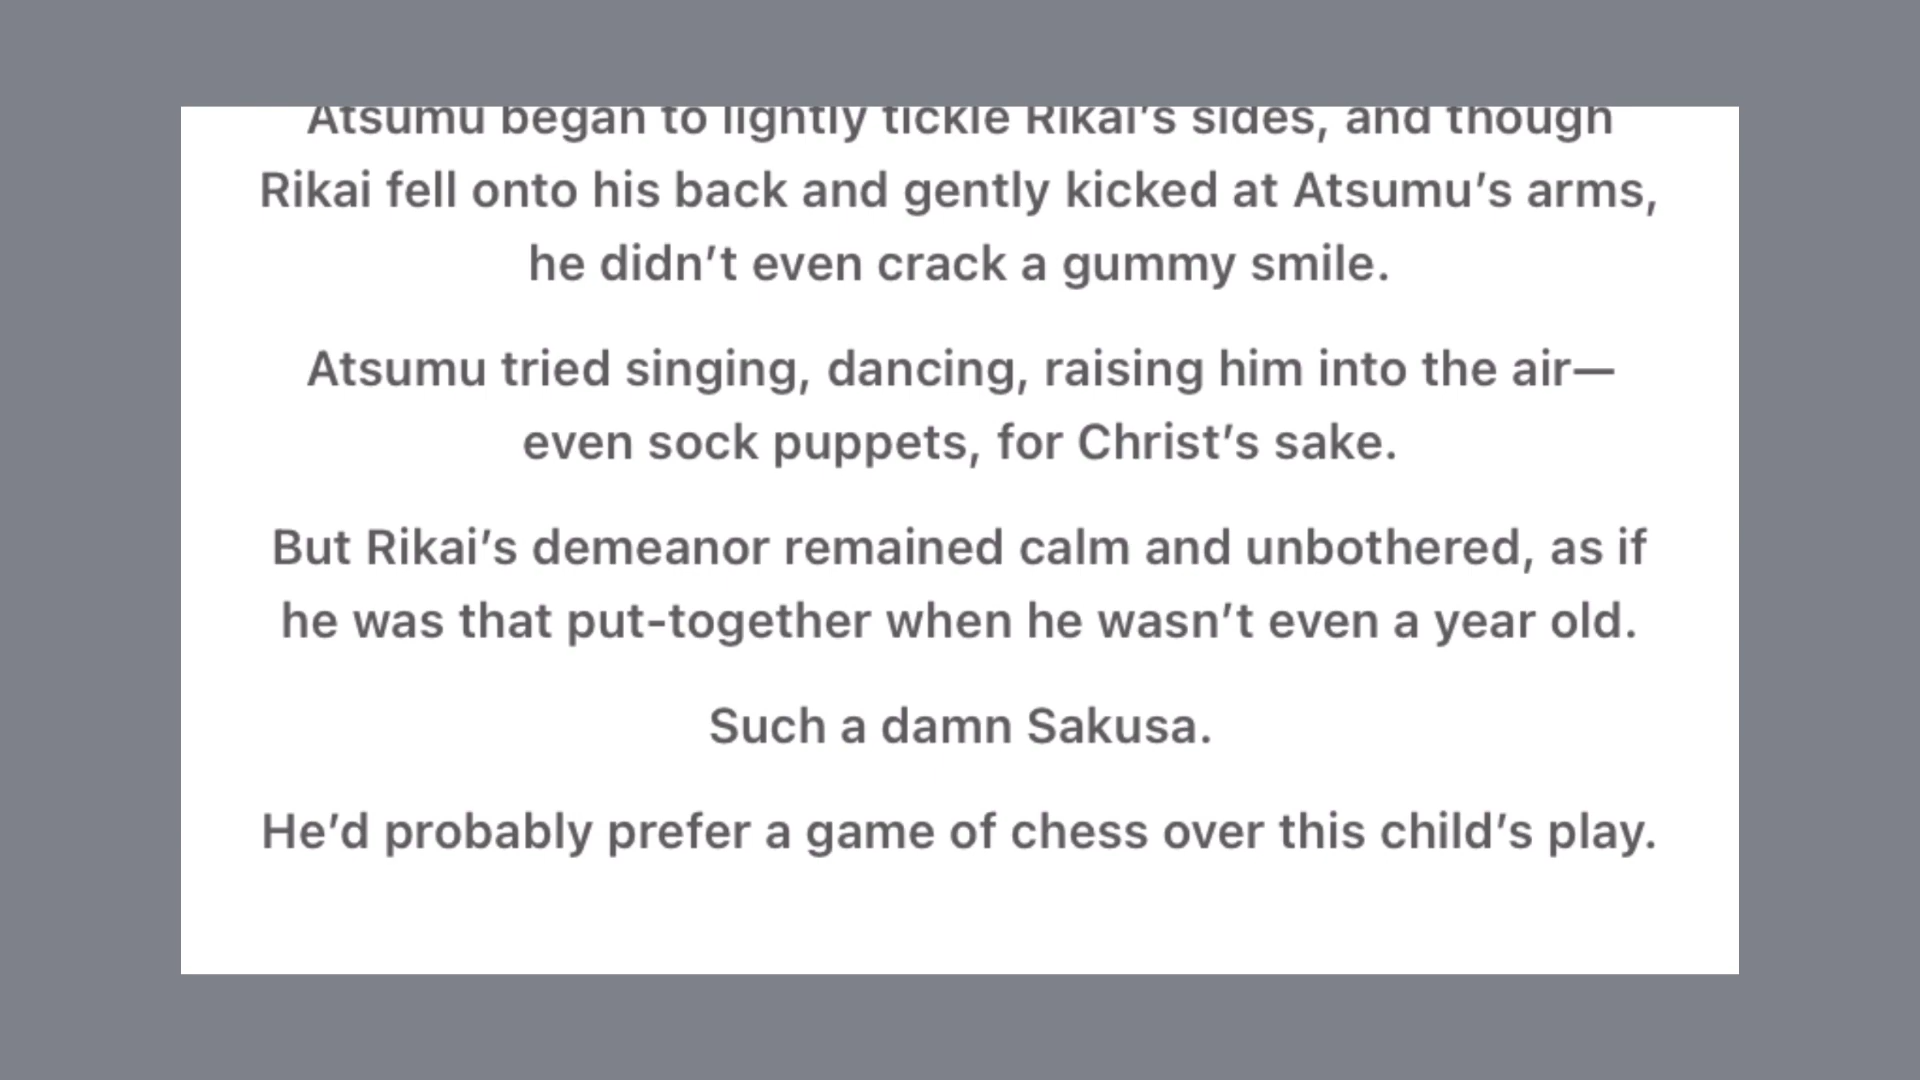 Atsumu began to lightly tickle Rikai’s sides, and though
Rikai fell onto his back and gently kicked at Atsumu’s arms,
he didn’t even crack a gummy smile.
Atsumu tried singing, dancing, raising him into the air—
even sock puppets, for Christ’s sake.
But Rikai’s demeanor remained calm and unbothered, as if
he was that put-together when he wasn’t even a year old.
Such a damn Sakusa.
He’d probably prefer a game of chess over this child’s play.